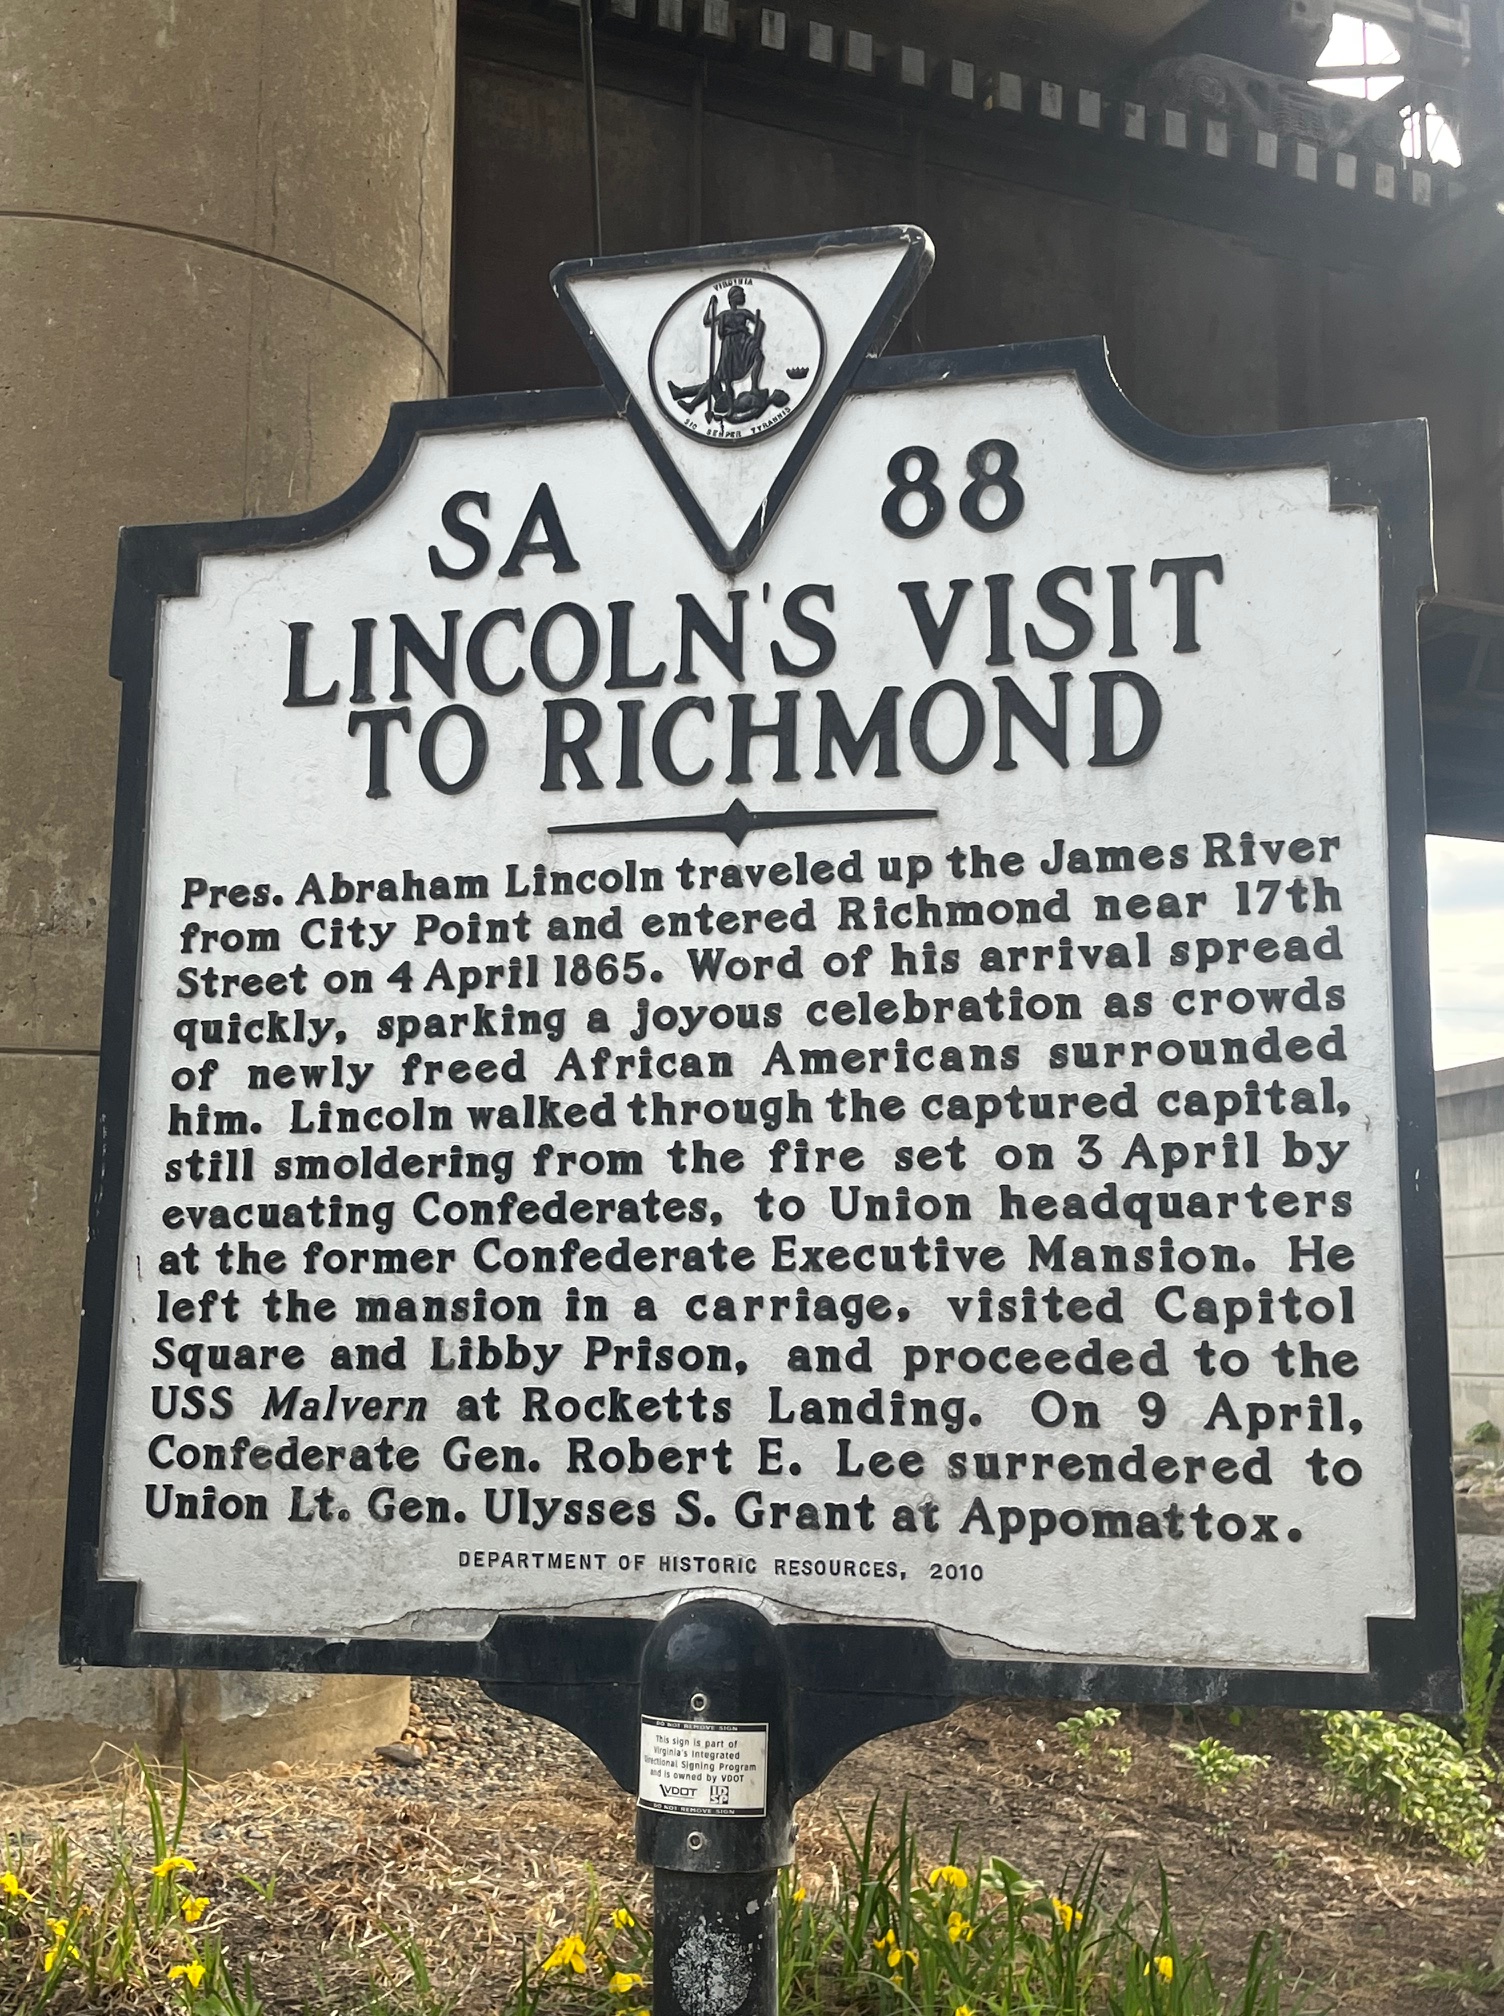 VIRGINIA
SIC SEMPER TYRANNIS
SA 88
LINCOLN'S VISIT
TO RICHMOND
Pres. Abraham Lincoln traveled up the James River
from City Point and entered Richmond near 17th
Street on 4 April 1865. Word of his arrival spread
quickly, sparking a joyous celebration as crowds
of newly freed African Americans surrounded
him. Lincoln walked through the captured capital,
still smoldering from the fire set on 3 April by
evacuating Confederates, to Union headquarters
at the former Confederate Executive Mansion. He
left the mansion in a carriage, visited Capitol
Square and Libby Prison, and proceeded to the
USS Malvern at Rocketts Landing. On 9 April,
Confederate Gen. Robert E. Lee surrendered to
Union Lt. Gen. Ulysses S. Grant at Appomattox.
DEPARTMENT OF HISTORIC RESOURCES, 2010
DO NOT REMOVE SIGN
This sign is part of
Virginia's Integrated
Directional Signing Program
and is owned by VDOT
VDOT IDSP
DO NOT REMOVE SIGN